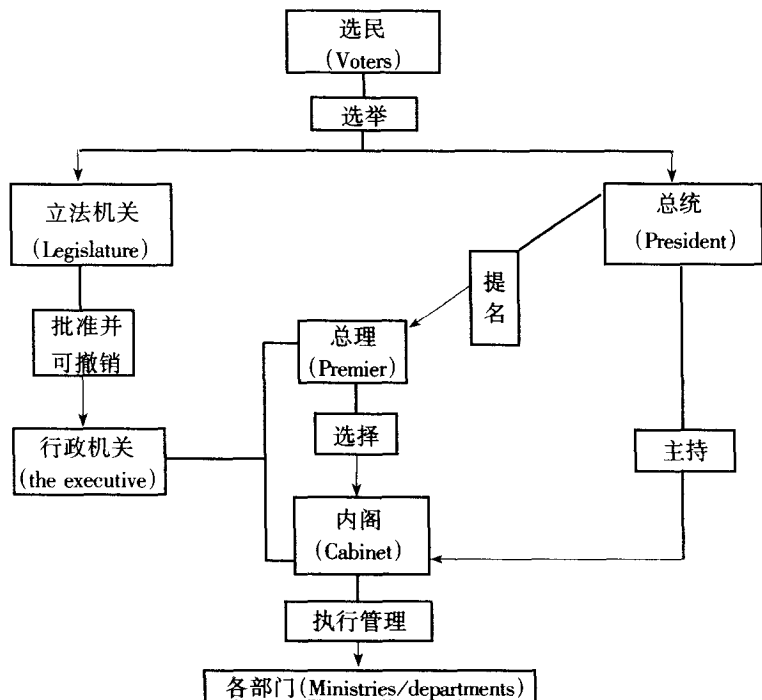 选民
(Voters)
选举
立法机关
(Legislature)
总统
(President)
提
名
批准并
可撤销
总理
(Premier)
选择
行政机关
(the executive)
主持
内阁
(Cabinet)
执行管理
各部门(Ministries/departments)